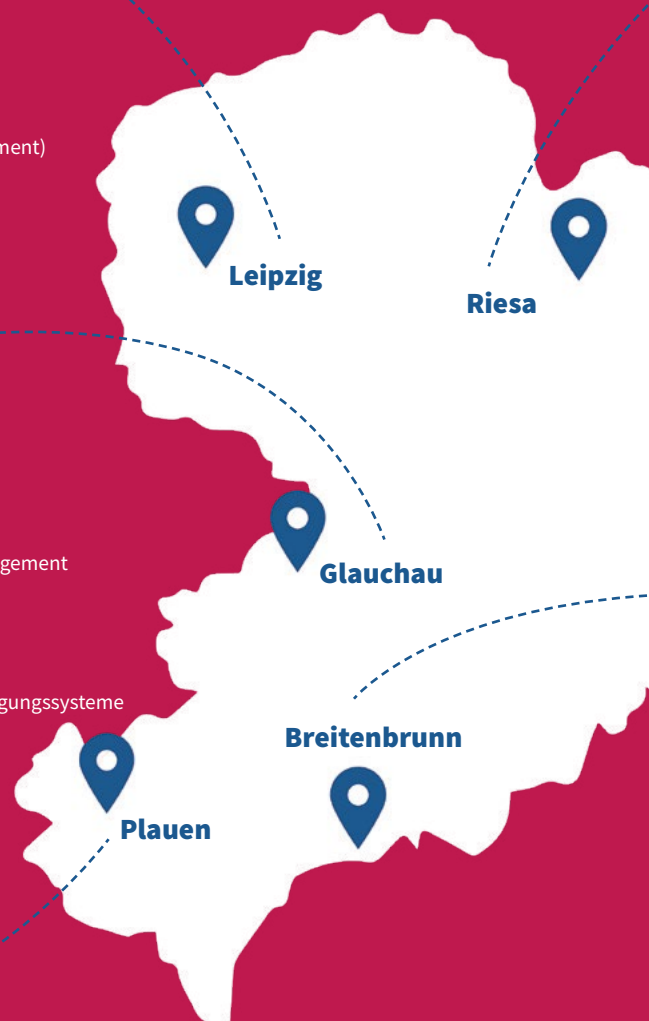 ment)
Leipzig
Riesa
gement
Glauchau
gungssysteme
Breitenbrunn
Plauen